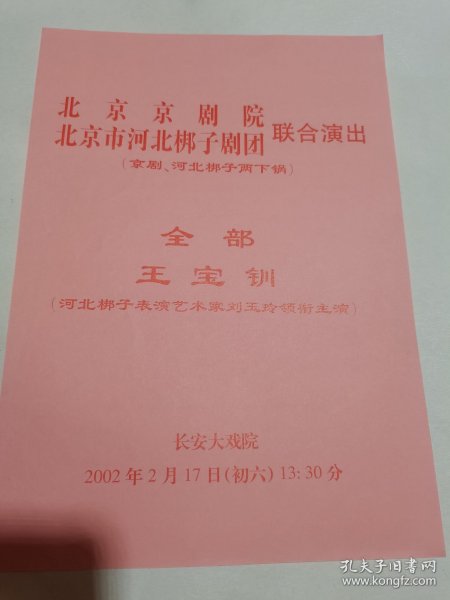 北京京剧院
北京市河北梆子剧团 联合演出
(京剧、河北梆子两下锅)
全部
王宝钏
(河北梆子表演艺术家刘玉玲领衔主演)
长安大戏院
2002年2月17日(初六) 13:30分
孔夫子旧书网
www.kongfz.com